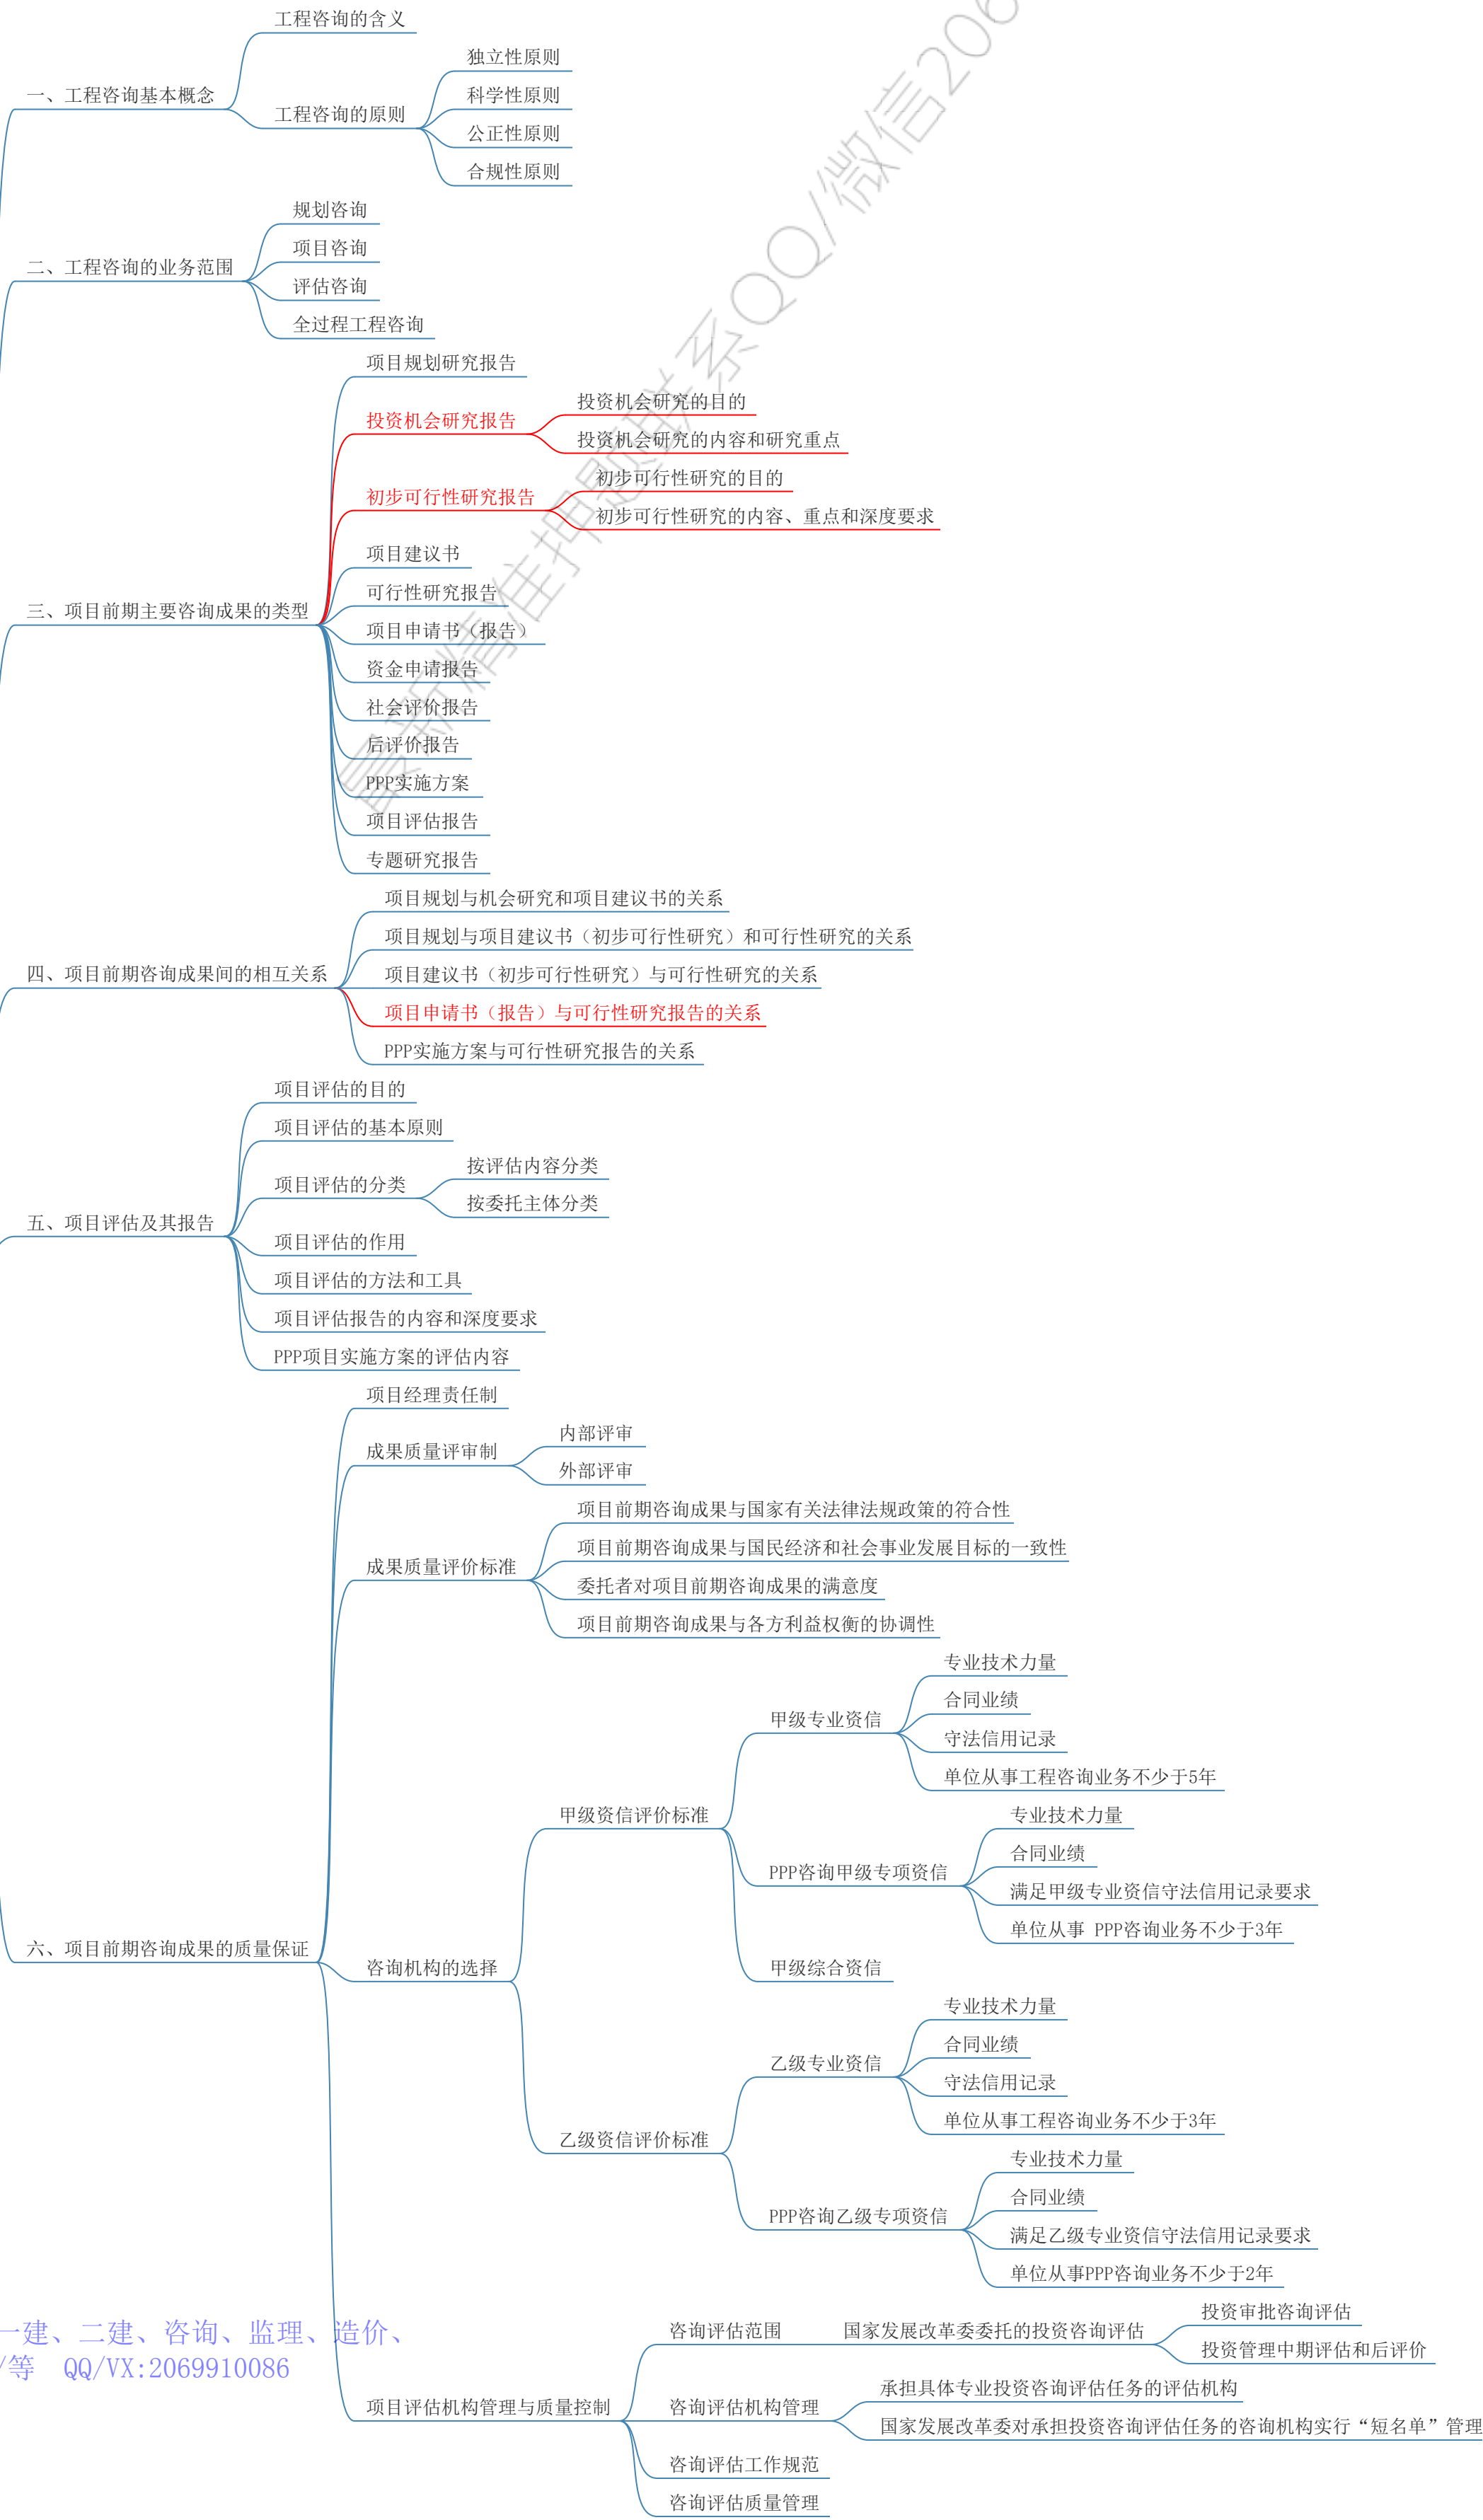 工程咨询的含义
独立性原则
一、工程咨询基本概念
科学性原则
工程咨询的原则
公正性原则
合规性原则
规划咨询
项目咨询
二、工程咨询的业务范围
评估咨询
全过程工程咨询
项目规划研究报告
投资机会研究的目的
投资机会研究报告
投资机会研究的内容和研究重点
初步可行性研究的目的
初步可行性研究报告
初步可行性研究的内容、重点和深度要求
项目建议书
可行性研究报告
三、项目前期主要咨询成果的类型
项目申请书（报告）
资金申请报告
社会评价报告
后评价报告
PPP实施方案
项目评估报告
专题研究报告
项目规划与机会研究和项目建议书的关系
项目规划与项目建议书（初步可行性研究）和可行性研究的关系
四、项目前期咨询成果间的相互关系
项目建议书（初步可行性研究）与可行性研究的关系
项目申请书（报告）与可行性研究报告的关系
PPP实施方案与可行性研究报告的关系
项目评估的目的
项目评估的基本原则
按评估内容分类
项目评估的分类
按委托主体分类
五、项目评估及其报告
项目评估的作用
项目评估的方法和工具
项目评估报告的内容和深度要求
PPP项目实施方案的评估内容
项目经理责任制
内部评审
成果质量评审制
外部评审
项目前期咨询成果与国家有关法律法规政策的符合性
项目前期咨询成果与国民经济和社会事业发展目标的一致性
成果质量评价标准
委托者对项目前期咨询成果的满意度
项目前期咨询成果与各方利益权衡的协调性
专业技术力量
合同业绩
甲级专业资信
守法信用记录
单位从事工程咨询业务不少于5年
甲级资信评价标准
专业技术力量
合同业绩
PPP咨询甲级专项资信
满足甲级专业资信守法信用记录要求
单位从事 PPP咨询业务不少于3年
六、项目前期咨询成果的质量保证
咨询机构的选择
甲级综合资信
专业技术力量
合同业绩
乙级专业资信
守法信用记录
单位从事工程咨询业务不少于3年
乙级资信评价标准
专业技术力量
合同业绩
PPP咨询乙级专项资信
满足乙级专业资信守法信用记录要求
单位从事PPP咨询业务不少于2年
投资审批咨询评估
咨询评估范围
国家发展改革委委托的投资咨询评估
投资管理中期评估和后评价
承担具体专业投资咨询评估任务的评估机构
项目评估机构管理与质量控制
咨询评估机构管理
国家发展改革委对承担投资咨询评估任务的咨询机构实行“短名单”管理
咨询评估工作规范
咨询评估质量管理
最新精准押题联系QQ/微信206
一建、二建、咨询、监理、造价、
/等 QQ/VX:2069910086